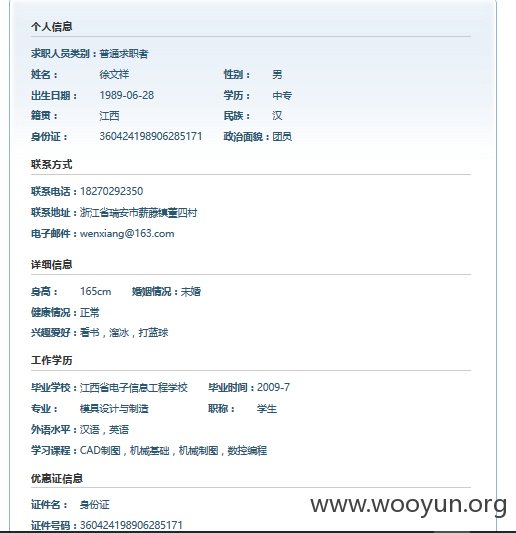 个人信息
求职人员类别：普通求职者
姓名： 徐文祥 性别： 男
出生日期： 1989-06-28 学历： 中专
籍贯： 江西 民族： 汉
身份证： 360424198906285171 政治面貌：团员
联系方式
联系电话：18270292350
联系地址：浙江省瑞安市薪藤镇董四村
电子邮件：wenxiang@163.com
详细信息
身高： 165cm 婚姻情况：未婚
健康情况：正常
兴趣爱好：看书，溜冰，打蓝球
工作学历
毕业学校：江西省电子信息工程学校 毕业时间：2009-7
专业： 模具设计与制造 职称： 学生
外语水平：汉语，英语
学习课程：CAD制图，机械基础，机械制图，数控编程
优惠证信息
证件名： 身份证
证件号码：360424198906285171
www.wooyun.org